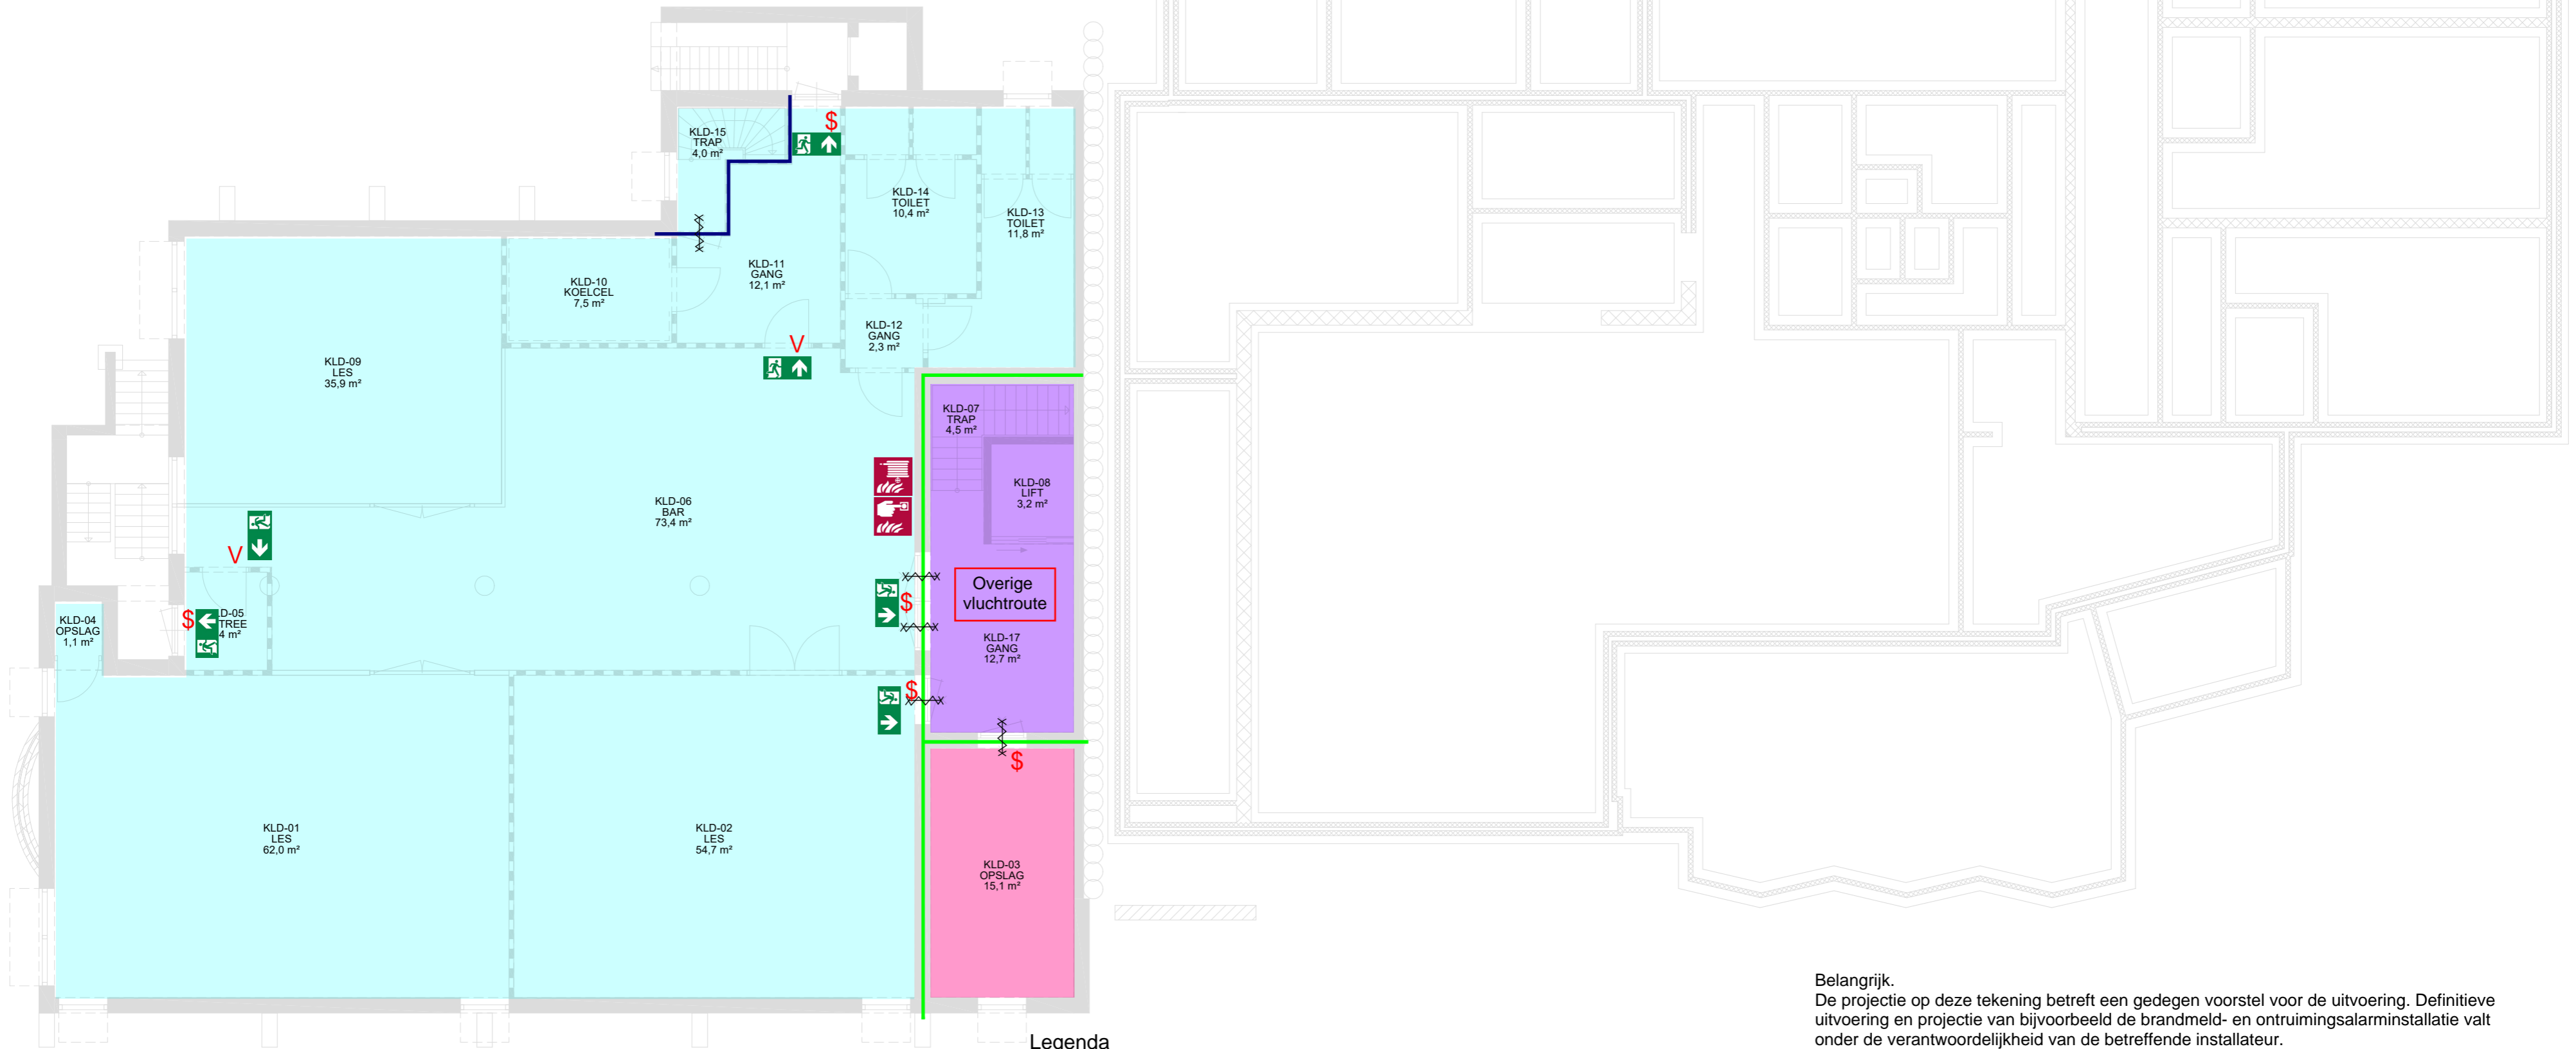 KLD-15
TRAP
4,0 m²
$
KLD-14
TOILET
10,4 m²
KLD-13
TOILET
11,8 m²
KLD-11
GANG
12,1 m²
KLD-10
KOELCEL
7,5 m²
KLD-12
GANG
2,3 m²
V
KLD-09
LES
35,9 m²
KLD-07
TRAP
4,5 m²
KLD-08
LIFT
3,2 m²
KLD-06
BAR
73,4 m²
V
Overige
vluchtroute
$
$
LD-05
TREE
4 m²
KLD-04
OPSLAG
1,1 m²
KLD-17
GANG
12,7 m²
$
$
KLD-01
LES
62,0 m²
KLD-02
LES
54,7 m²
KLD-03
OPSLAG
15,1 m²
Belangrijk.
De projectie op deze tekening betreft een gedegen voorstel voor de uitvoering. Definitieve
uitvoering en projectie van bijvoorbeeld de brandmeld- en ontruimingsalarminstallatie valt
onder de verantwoordelijkheid van de betreffende installateur.
Legenda